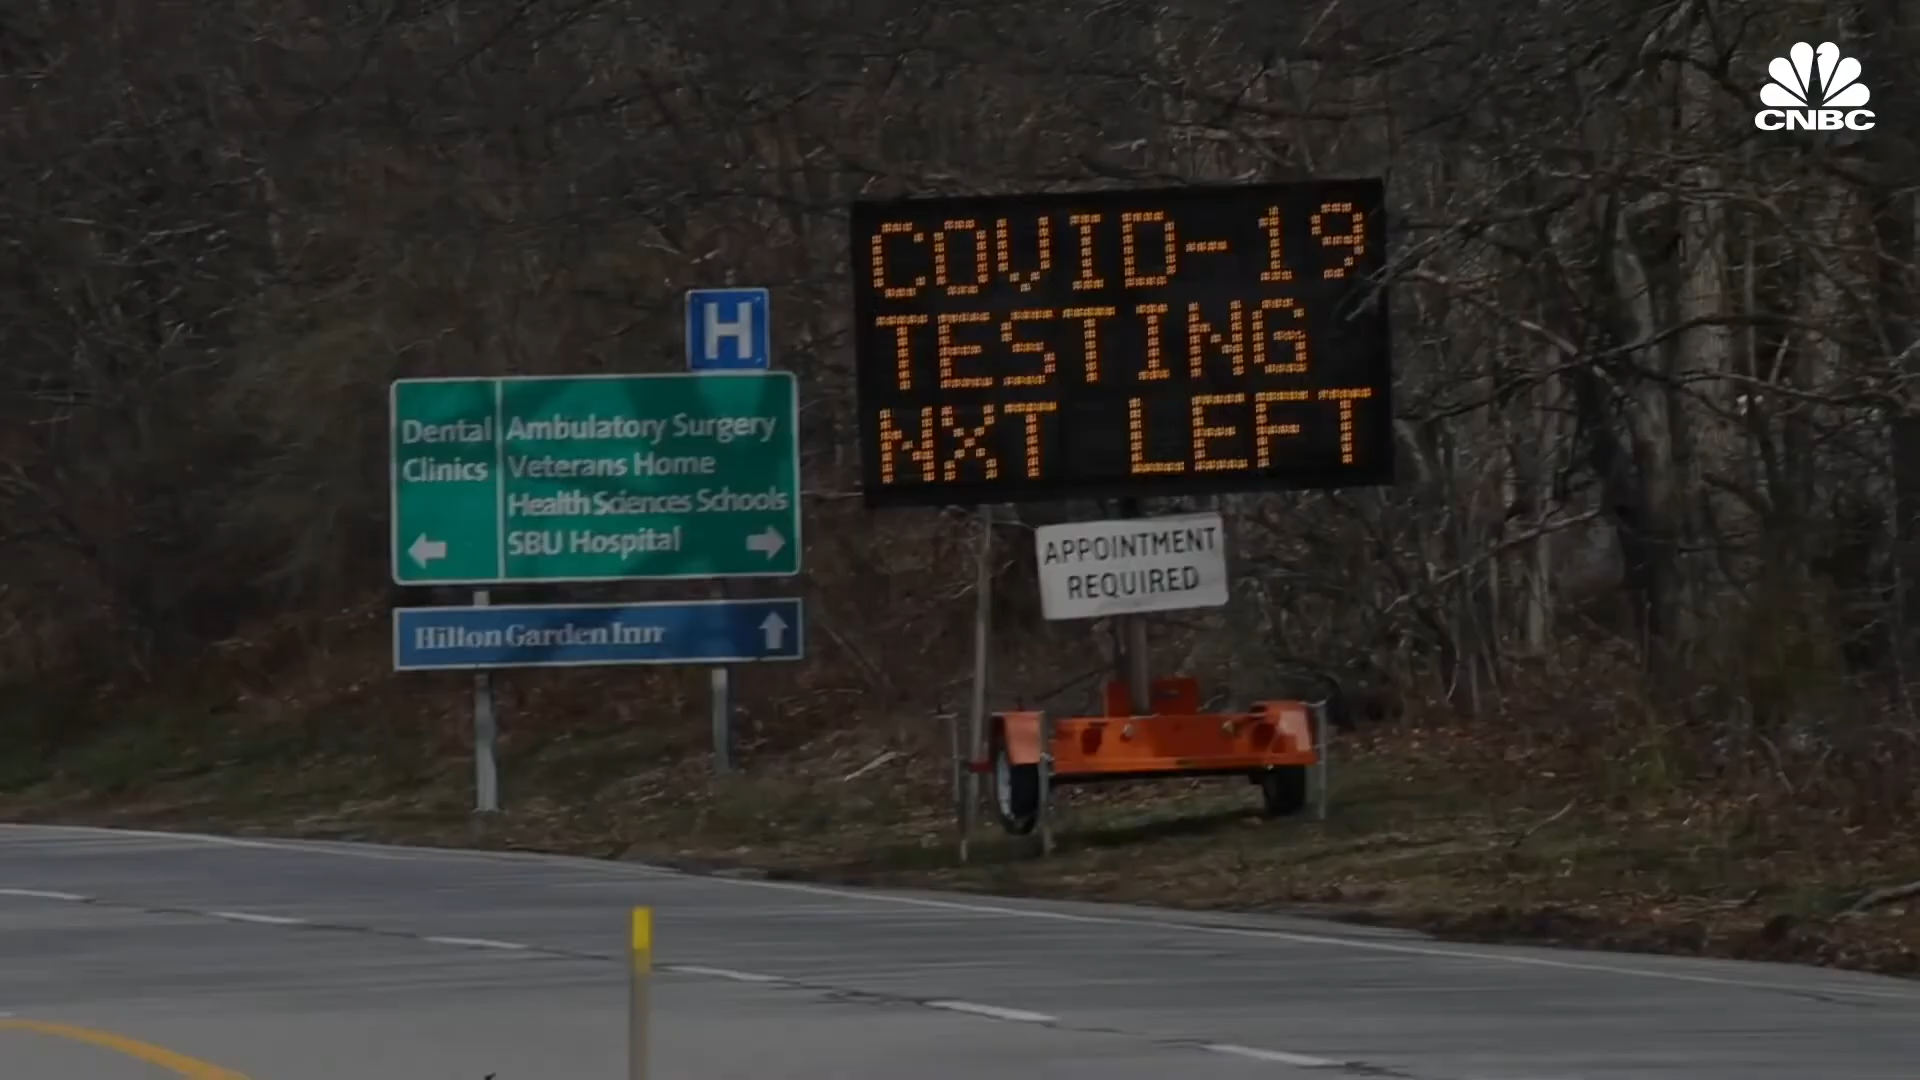 CNBC
COVID-19
TESTING
NXT LEFT
APPOINTMENT
REQUIRED
H
Dental
Clinics
Ambulatory Surgery
Veterans Home
Health Sciences Schools
SBU Hospital
Hilton Garden Inn